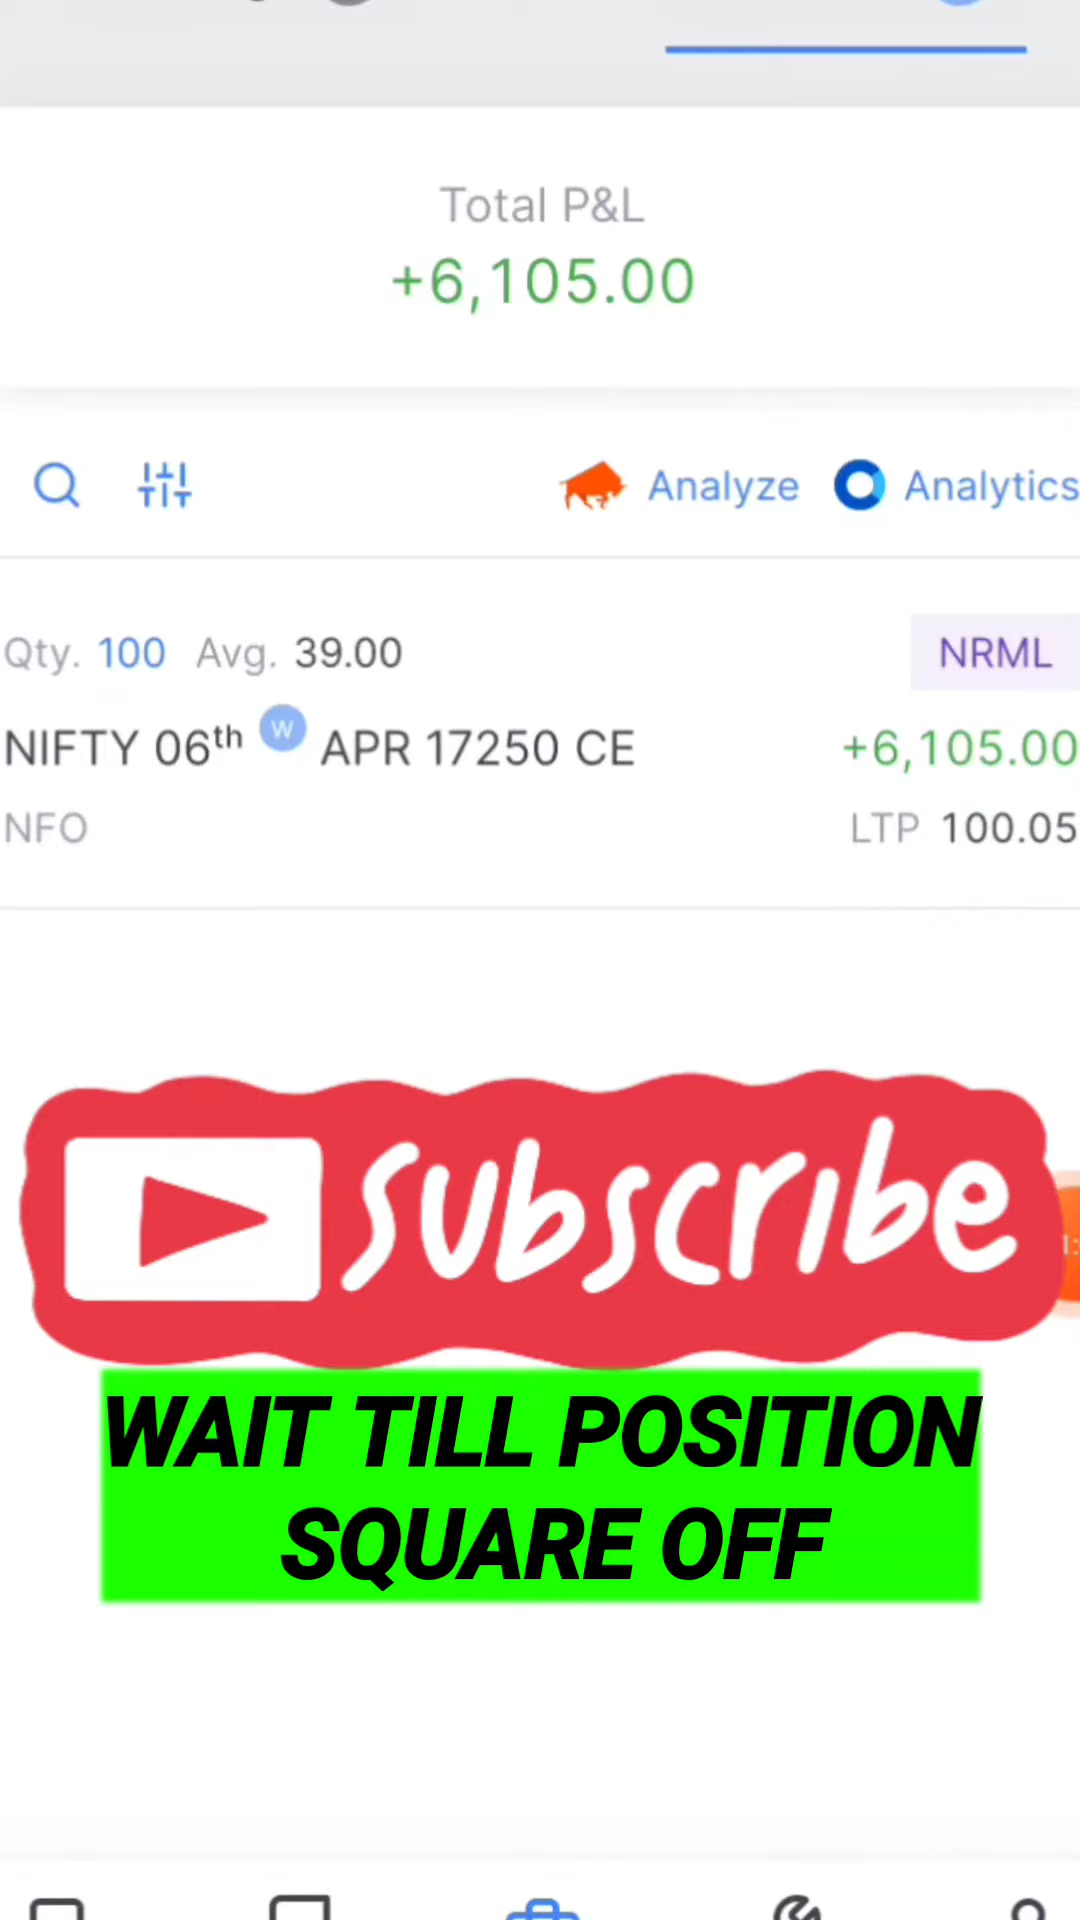 Total P&L
+6,105.00
Analyze Analytics
Qty. 100 Avg. 39.00 NRML
NIFTY 06th W APR 17250 CE +6,105.00
NFO LTP 100.05
Subscribe
WAIT TILL POSITION
SQUARE OFF